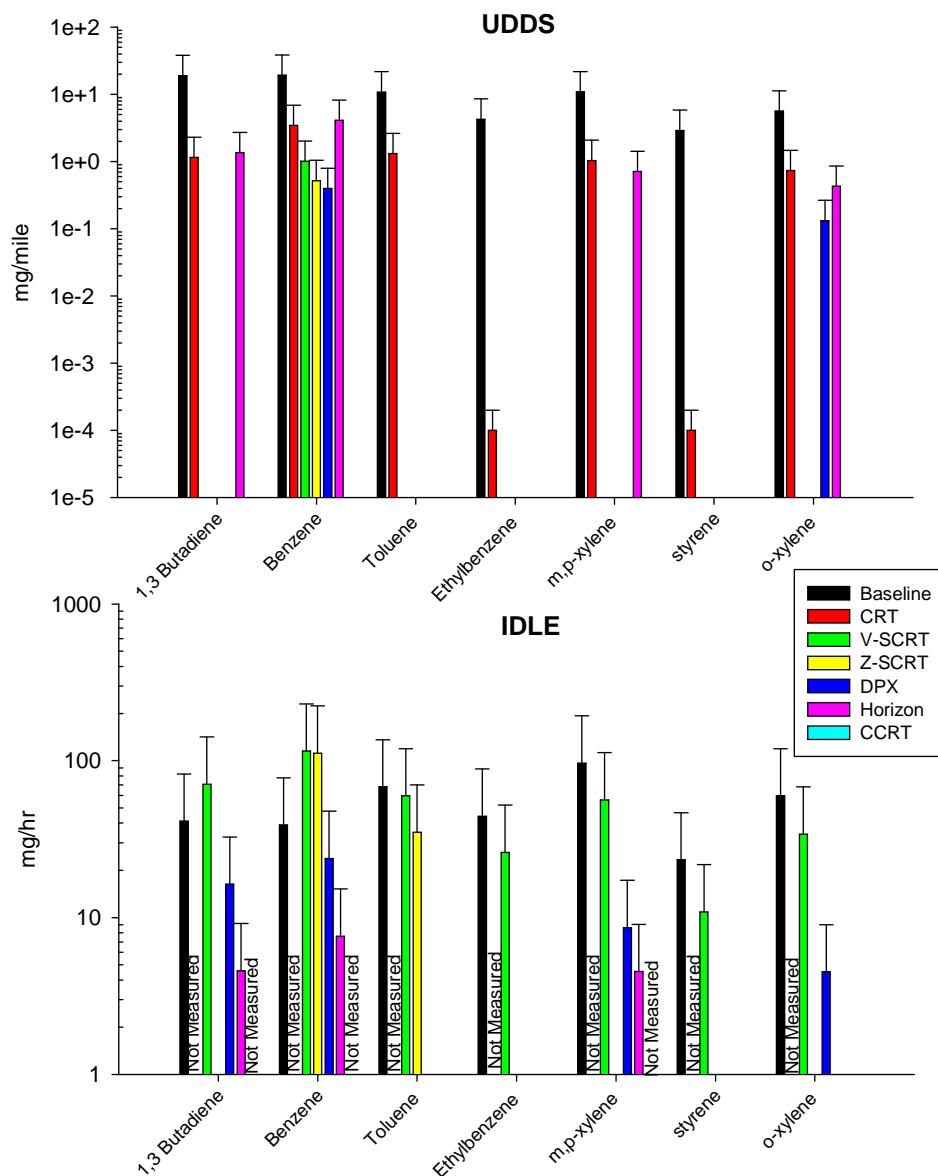 UDDS
1e+2
1e+1
1e+0
1e-1
1e-2
1e-3
1e-4
1e-5
mg/mile
1,3 Butadiene
Benzene
Toluene
Ethylbenzene
m,p-xylene
styrene
o-xylene
IDLE
1000
100
10
1
mg/hr
Baseline
CRT
V-SCRT
Z-SCRT
DPX
Horizon
CCRT
Not Measured
Not Measured
Not Measured
Not Measured
Not Measured
Not Measured
Not Measured
Not Measured
Not Measured
Not Measured
1,3 Butadiene
Benzene
Toluene
Ethylbenzene
m,p-xylene
styrene
o-xylene